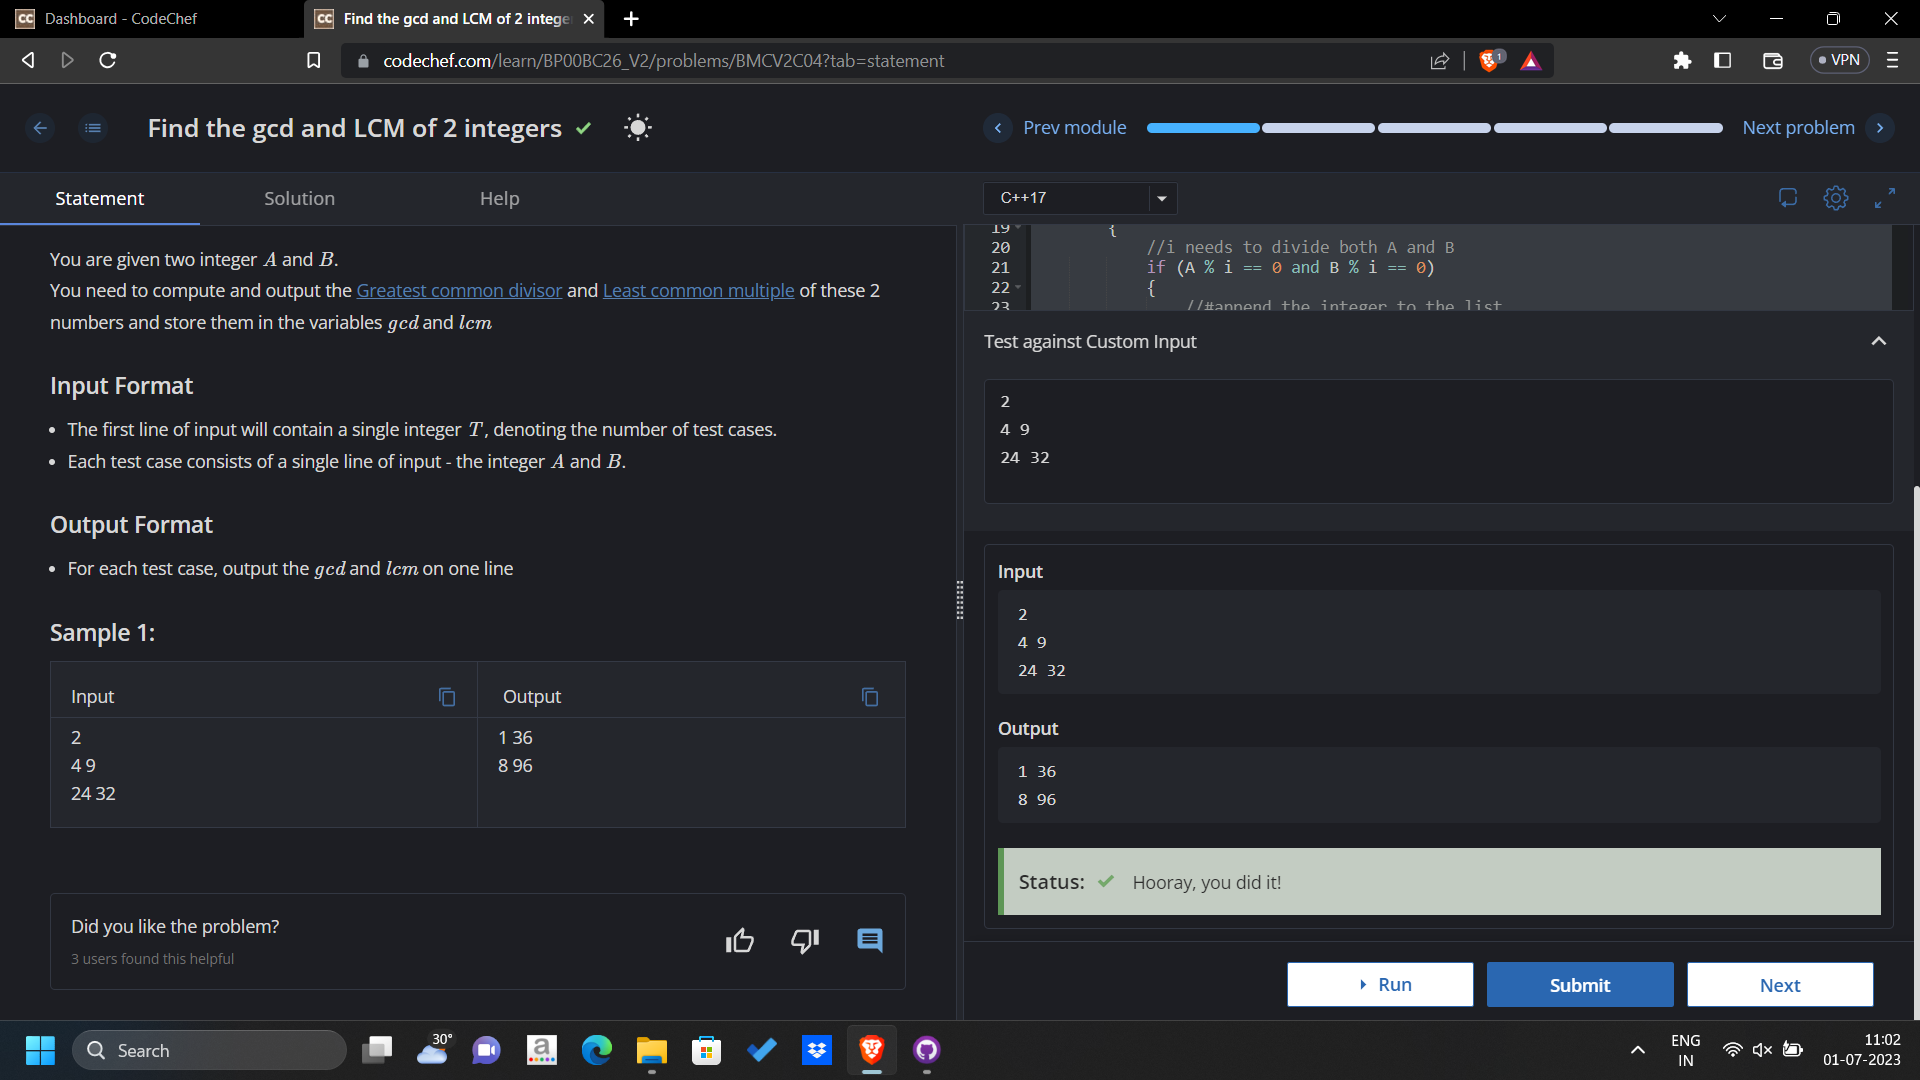 Dashboard - CodeChef
Find the gcd and LCM of 2 intege
codechef.com/learn/BP00BC26_V2/problems/BMCV2C04?tab=statement
1
VPN
Find the gcd and LCM of 2 integers
Prev module
Next problem
Statement
Solution
Help
You are given two integer A and B.
You need to compute and output the Greatest common divisor and Least common multiple of these 2
numbers and store them in the variables gcd and lcm
Input Format
• The first line of input will contain a single integer T, denoting the number of test cases.
• Each test case consists of a single line of input - the integer A and B.
Output Format
• For each test case, output the gcd and lcm on one line
Sample 1:
Input
Output
2
4 9
24 32
1 36
8 96
Did you like the problem?
3 users found this helpful
C++17
19 {
20 //i needs to divide both A and B
21 if (A % i == 0 and B % i == 0)
22 {
23 //#append the integer to the list
Test against Custom Input
2
4 9
24 32
Input
2
4 9
24 32
Output
1 36
8 96
Status: Hooray, you did it!
Run
Submit
Next
Search
30°
a
ENG
IN
11:02
01-07-2023